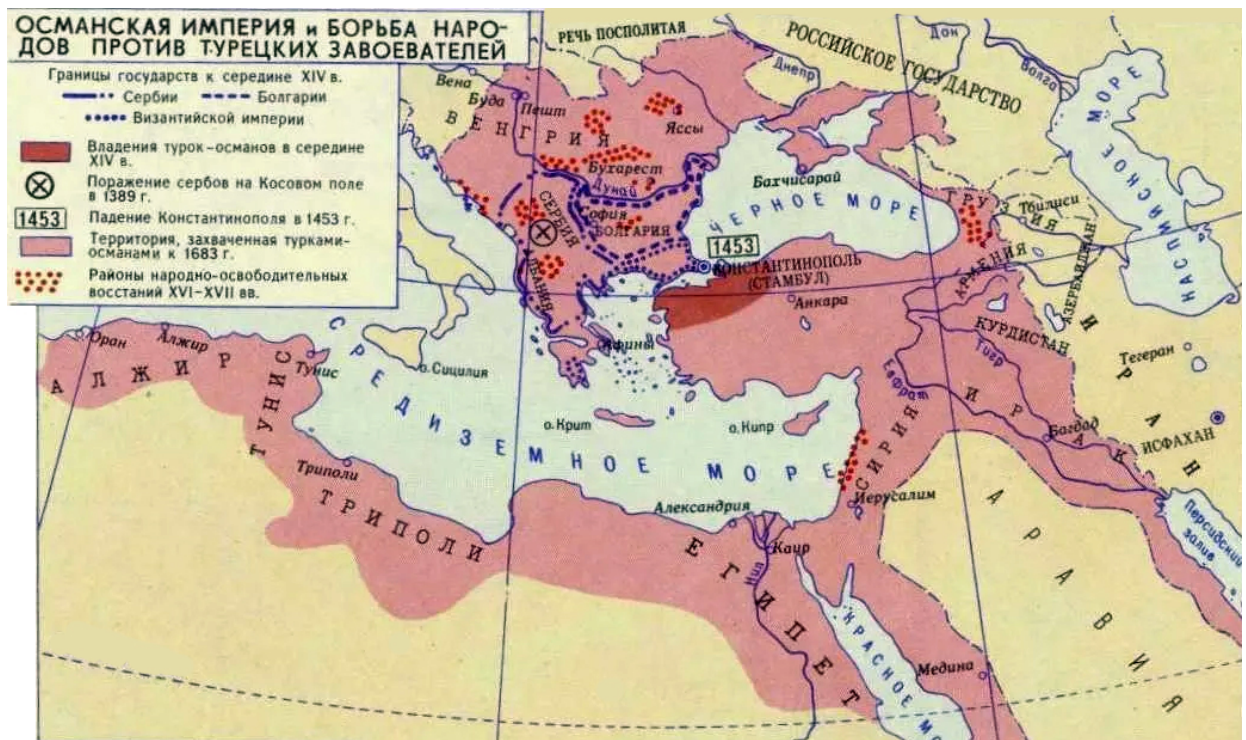 ОСМАНСКАЯ ИМПЕРИЯ и БОРЬБА НАРО-
ДОВ ПРОТИВ ТУРЕЦКИХ ЗАВОЕВАТЕЛЕЙ
Границы государств к середине XIV в.
Сербии
Болгарии
Византийской империи
Владения турок-османов в середине
XIV в.
Поражение сербов на Косовом поле
в 1389 г.
1453
Падение Константинополя в 1453 г.
Территория, захваченная турками-
османами к 1683 г.
Районы народно-освободительных
восстаний XVI-XVII вв.
РЕЧЬ ПОСПОЛИТАЯ
РОССИЙСКОЕ ГОСУДАРСТВО
Дон
Волга
Днепр
Вена
Буда
Пешт
ВЕНГРИЯ
Яссы
Бухарест
Дунай
СЕРБИЯ
София
БОЛГАРИЯ
АЛБАНИЯ
Бахчисарай
ЧЕРНОЕ МОРЕ
1453
КОНСТАНТИНОПОЛЬ
(СТАМБУЛ)
Анкара
ГРУЗИЯ
Тбилиси
АРМЕНИЯ
АЗЕРБАЙДЖАН
КАСПИЙСКОЕ МОРЕ
КУРДИСТАН
Тигр
Евфрат
ИРАК
Багдад
Тегеран
ИРАН
ИСФАХАН
Персидский
залив
Афины
о. Сицилия
о. Крит
о. Кипр
СРЕДИЗЕМНОЕ МОРЕ
Оран
Алжир
АЛЖИР
Тунис
ТУНИС
Триполи
ТРИПОЛИ
Александрия
Каир
Нил
ЕГИПЕТ
СИРИЯ
Иерусалим
АРАВИЯ
Медина
КРАСНОЕ МО